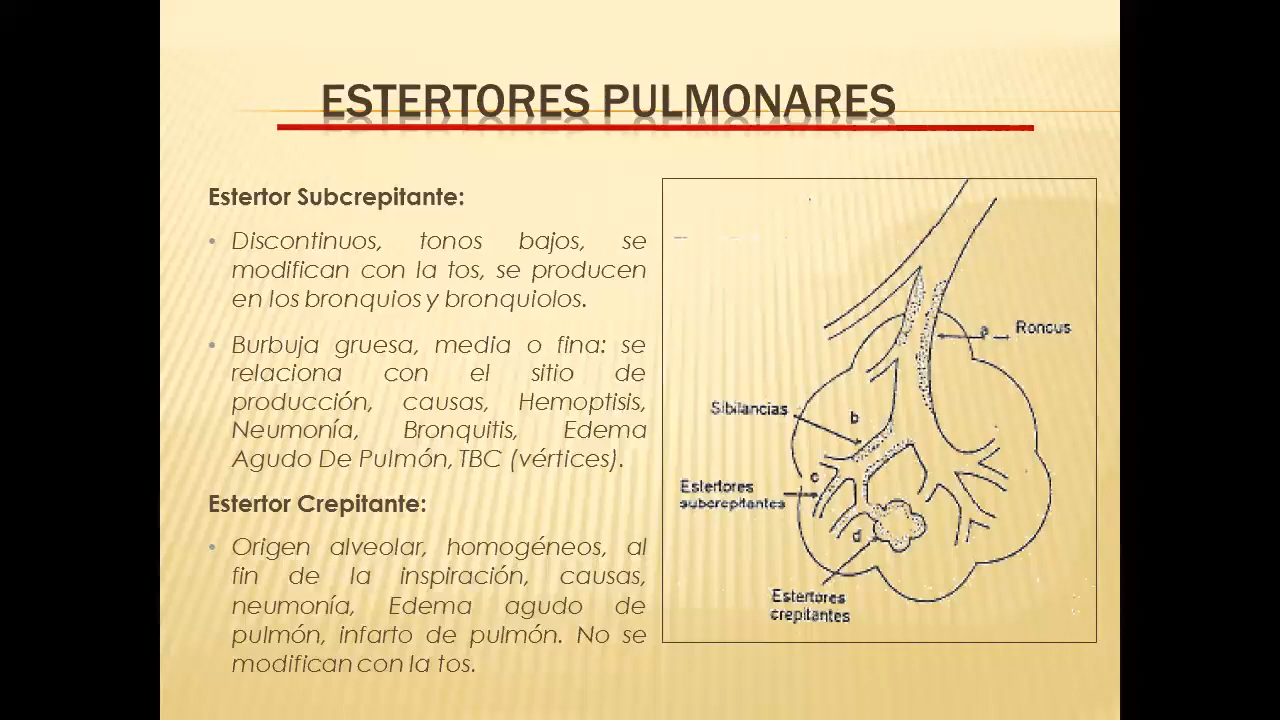 ESTERTORES PULMONARES
Estertor Subcrepitante:
• Discontinuos, tonos bajos, se
modifican con la tos, se producen
en los bronquios y bronquiolos.
• Burbuja gruesa, media o fina: se
relaciona con el sitio de
producción, causas, Hemoptisis,
Neumonía, Bronquitis, Edema
Agudo De Pulmón, TBC (vértices).
Estertor Crepitante:
• Origen alveolar, homogéneos, al
fin de la inspiración, causas,
neumonía, Edema agudo de
pulmón, infarto de pulmón. No se
modifican con la tos.
a
Roncus
Sibilancias
b
c
Estertores
subcrepitantes
d
Estertores
crepitantes